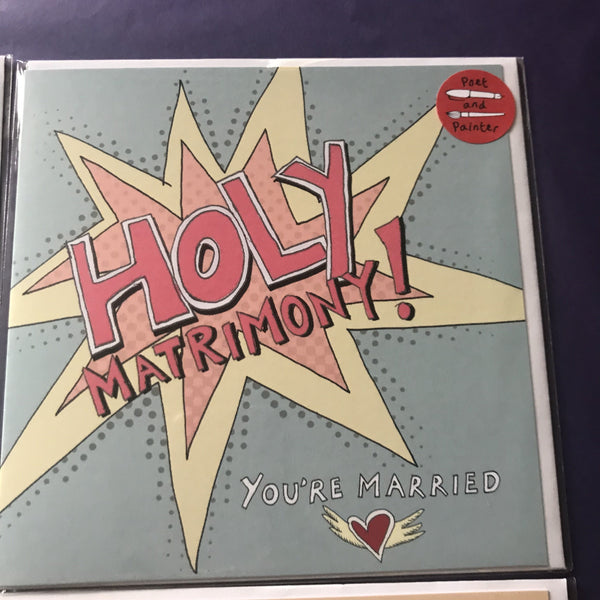 Poet
and
Painter
HOLY
MATRIMONY!
YOU'RE MARRIED